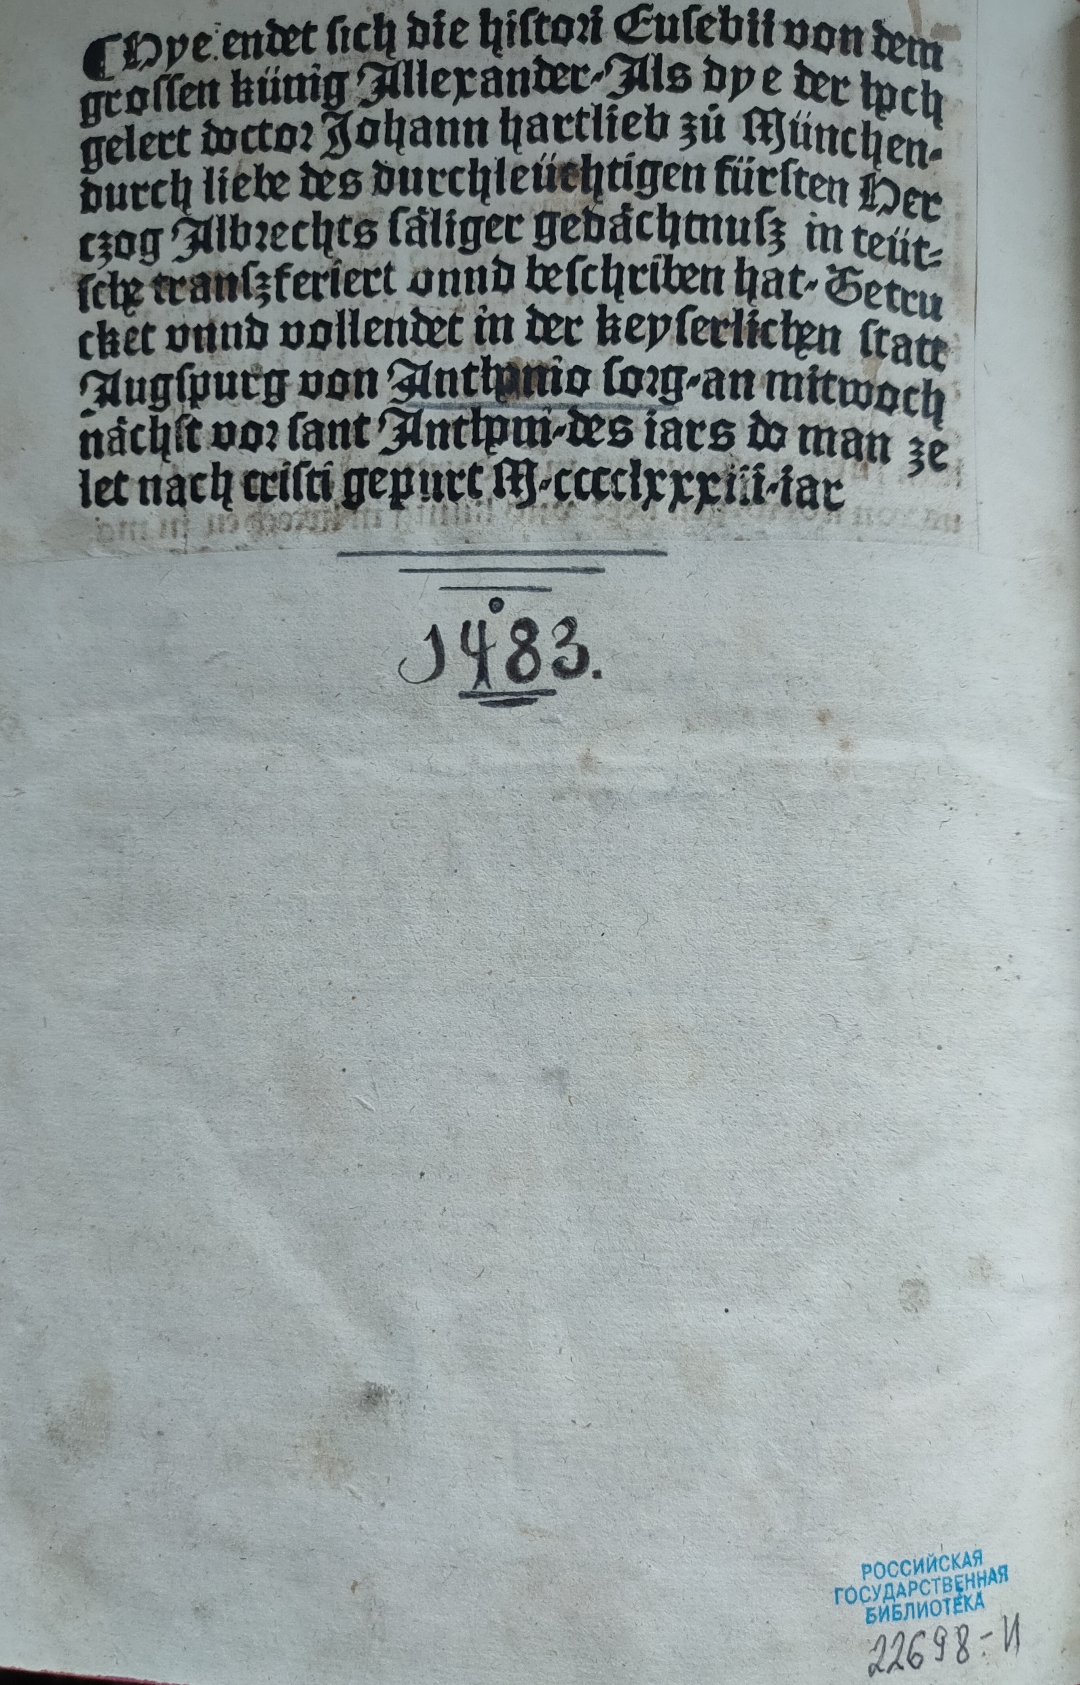 ¶Hye endet sich die histori Eusebii von dem
grossen künig Allexander. Als dye der hoch
gelert doctor Johann hartlieb zů München.
durch liebe des durchleüchtigen fürsten Her
czog Albrechts säliger gedächtnusz in teüt-
sche transzferiert vnnd beschriben hat. Getru
cket vnnd vollendet in der keyserlichen statt
Augspurg von Anthonio sorg. an mitwoch
nächst vor sant Anthoni. des iars do man ze
let nach cristi gepurt M.cccclxxxiii.iar
1483.
РОССИЙСКАЯ
ГОСУДАРСТВЕННАЯ
БИБЛИОТЕКА
22698-И